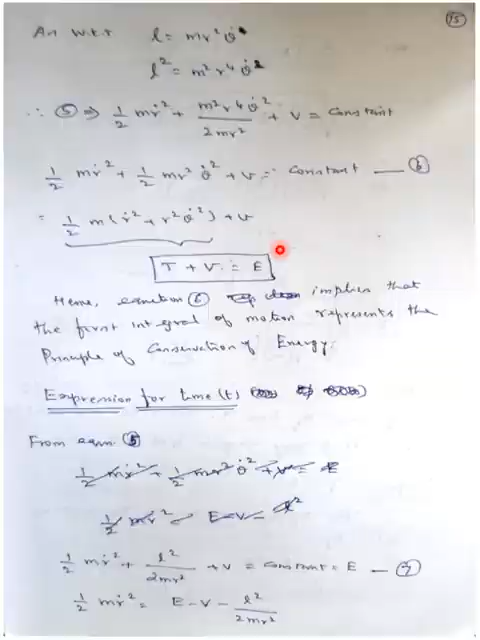 15
An W.K.T l = mr²θ̇
l² = m²r⁴θ̇²
∴ ⑤ ⇒ 1/2 mṙ² + m²r⁴θ̇²/2mr² + V = Constant
1/2 mṙ² + 1/2 mr²θ̇² + V = Constant — ⑥
= 1/2 m(ṙ² + r²θ̇²) + V
T + V = E
Hence, equation ⑥ implies that
the first integral of motion represents the
Principle of Conservation of Energy.
Expression for time (t)
From eqn ⑤
1/2 mṙ² + 1/2 mr²θ̇² + V = E
1/2 mṙ² = E - V -
1/2 mṙ² + l²/2mr² + V = Constant = E — ⑦
1/2 mṙ² = E - V - l²/2mr²